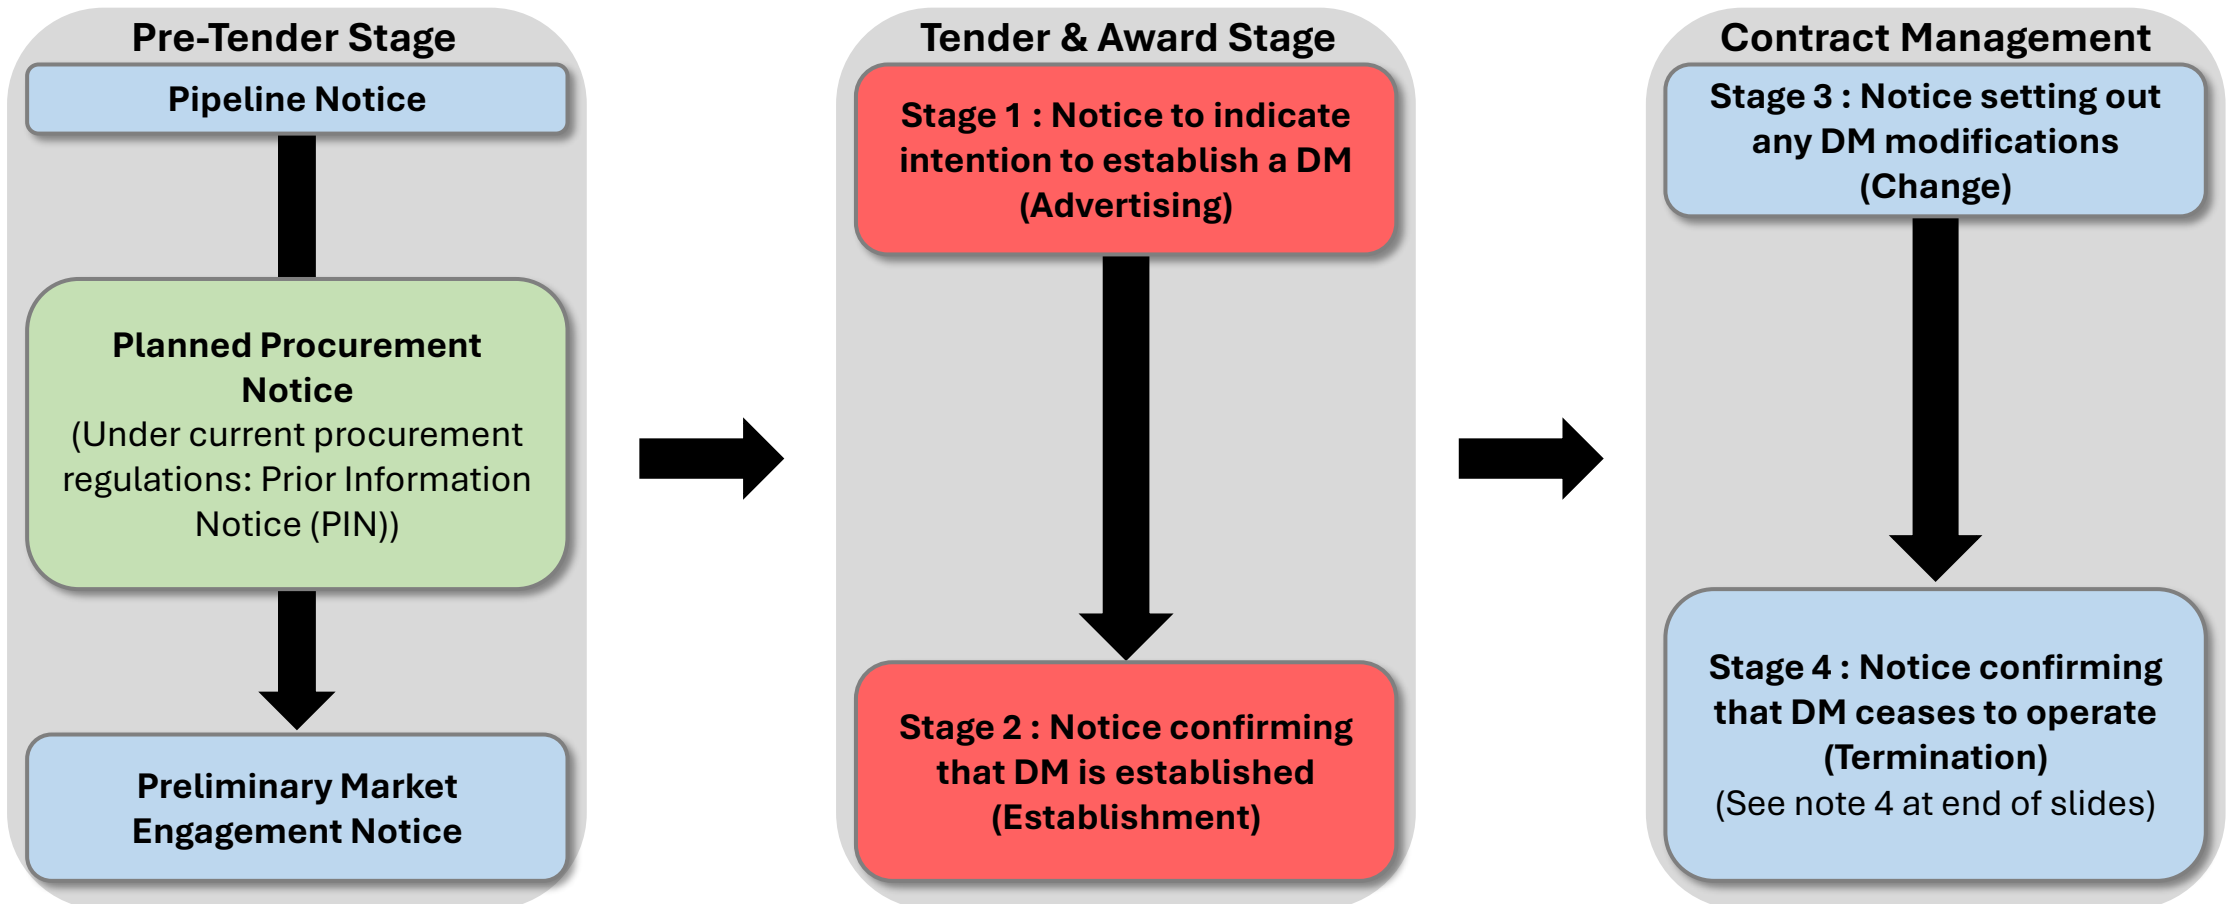 Pre-Tender Stage
Pipeline Notice
Planned Procurement
Notice
(Under current procurement
regulations: Prior Information
Notice (PIN))
Preliminary Market
Engagement Notice
Tender & Award Stage
Stage 1 : Notice to indicate
intention to establish a DM
(Advertising)
Stage 2 : Notice confirming
that DM is established
(Establishment)
Contract Management
Stage 3 : Notice setting out
any DM modifications
(Change)
Stage 4 : Notice confirming
that DM ceases to operate
(Termination)
(See note 4 at end of slides)